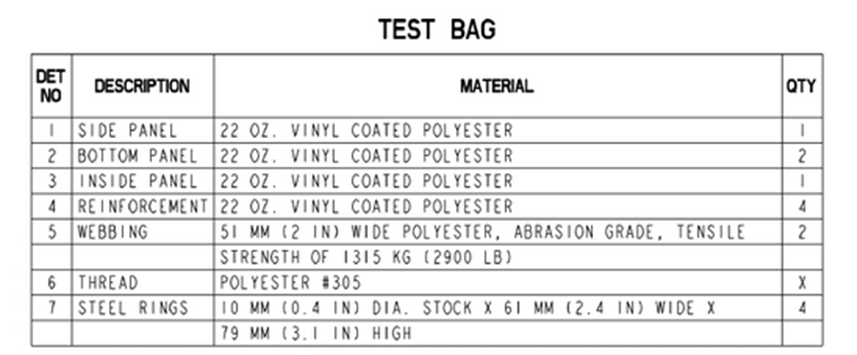 TEST BAG
DET NO DESCRIPTION MATERIAL QTY
1 SIDE PANEL 22 OZ. VINYL COATED POLYESTER 1
2 BOTTOM PANEL 22 OZ. VINYL COATED POLYESTER 2
3 INSIDE PANEL 22 OZ. VINYL COATED POLYESTER 1
4 REINFORCEMENT 22 OZ. VINYL COATED POLYESTER 4
5 WEBBING 51 MM (2 IN) WIDE POLYESTER, ABRASION GRADE, TENSILE 2
STRENGTH OF 1315 KG (2900 LB)
6 THREAD POLYESTER #305 X
7 STEEL RINGS 10 MM (0.4 IN) DIA. STOCK X 61 MM (2.4 IN) WIDE X 4
79 MM (3.1 IN) HIGH